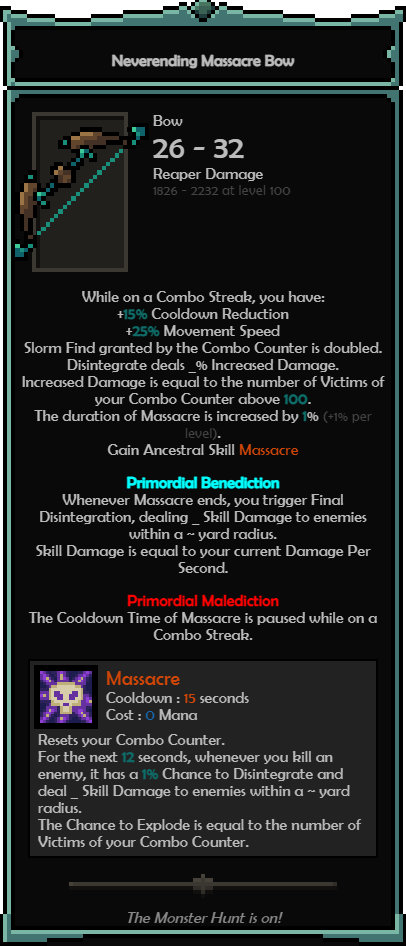 Neverending Massacre Bow
Bow
26 - 32
Reaper Damage
1826 - 2232 at level 100
While on a Combo Streak, you have:
+15% Cooldown Reduction
+25% Movement Speed
Slorm Find granted by the Combo Counter is doubled.
Disintegrate deals _% Increased Damage.
Increased Damage is equal to the number of Victims of
your Combo Counter above 100.
The duration of Massacre is increased by 1% (+1% per
level).
Gain Ancestral Skill Massacre
Primordial Benediction
Whenever Massacre ends, you trigger Final
Disintegration, dealing _ Skill Damage to enemies
within a ~ yard radius.
Skill Damage is equal to your current Damage Per
Second.
Primordial Malediction
The Cooldown Time of Massacre is paused while on a
Combo Streak.
Massacre
Cooldown : 15 seconds
Cost : 0 Mana
Resets your Combo Counter.
For the next 12 seconds, whenever you kill an
enemy, it has a 1% Chance to Disintegrate and
deal _ Skill Damage to enemies within a ~ yard
radius.
The Chance to Explode is equal to the number of
Victims of your Combo Counter.
The Monster Hunt is on!